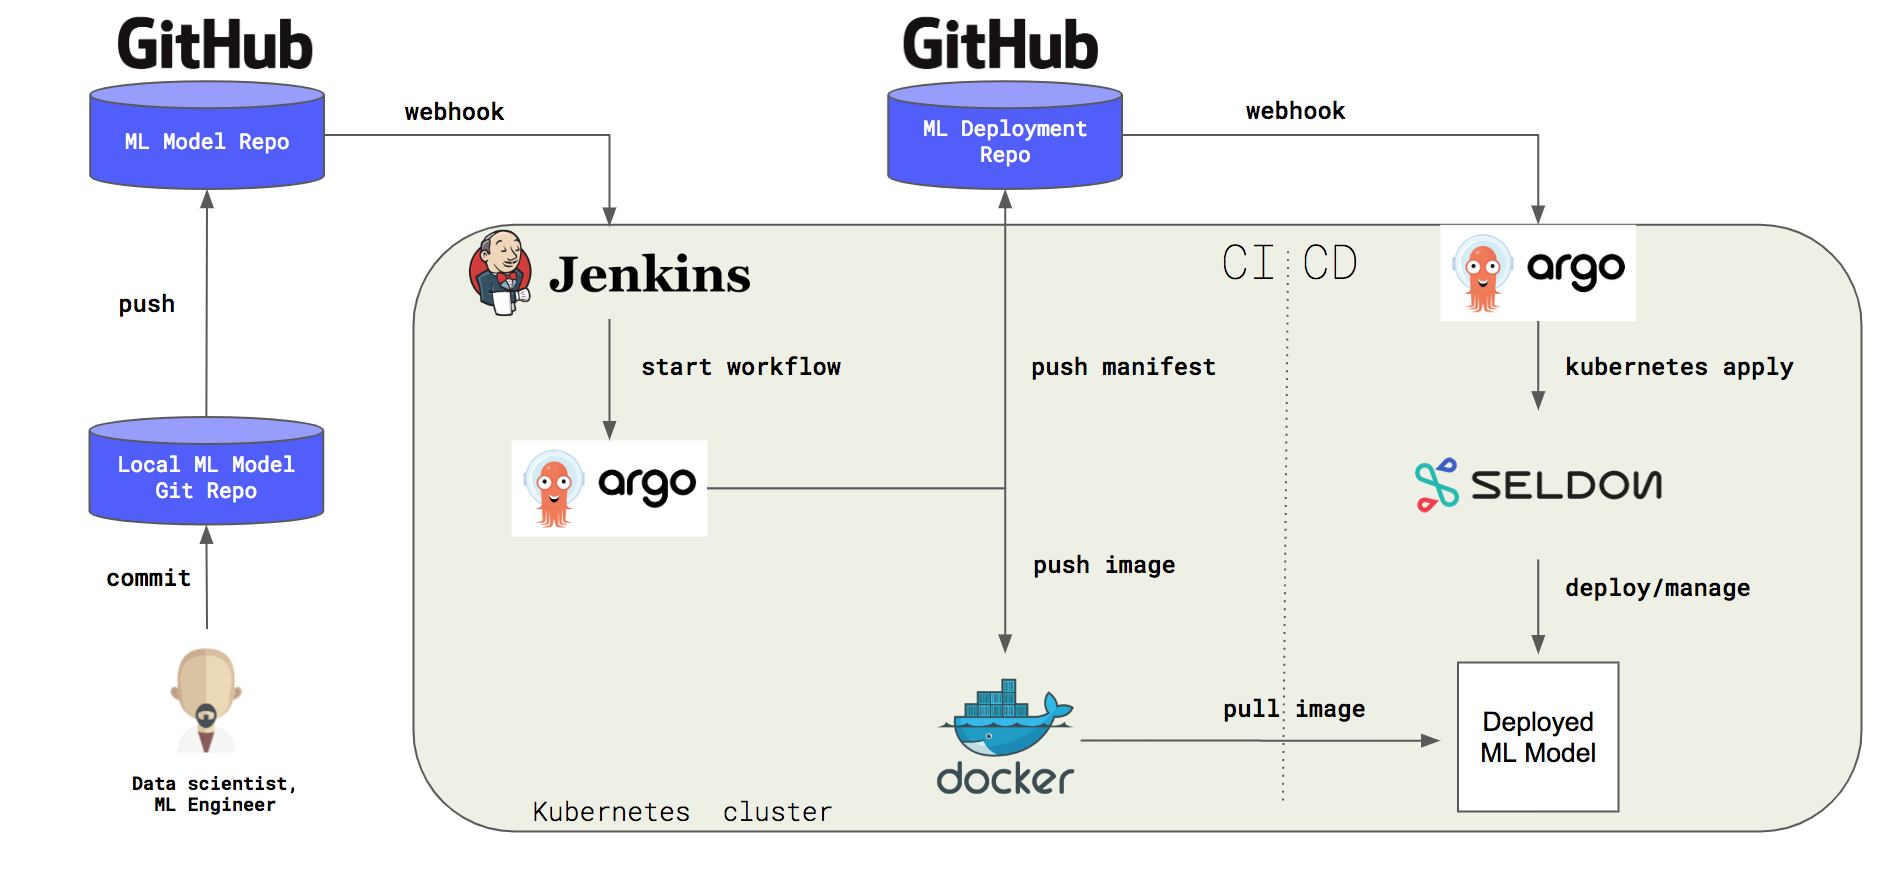 GitHub
GitHub
ML Model Repo
webhook
ML Deployment
Repo
webhook
Jenkins
CI
CD
argo
push
start workflow
push manifest
kubernetes apply
Local ML Model
Git Repo
argo
SELDON
commit
push image
deploy/manage
pull image
Deployed
ML Model
docker
Data scientist,
ML Engineer
Kubernetes cluster